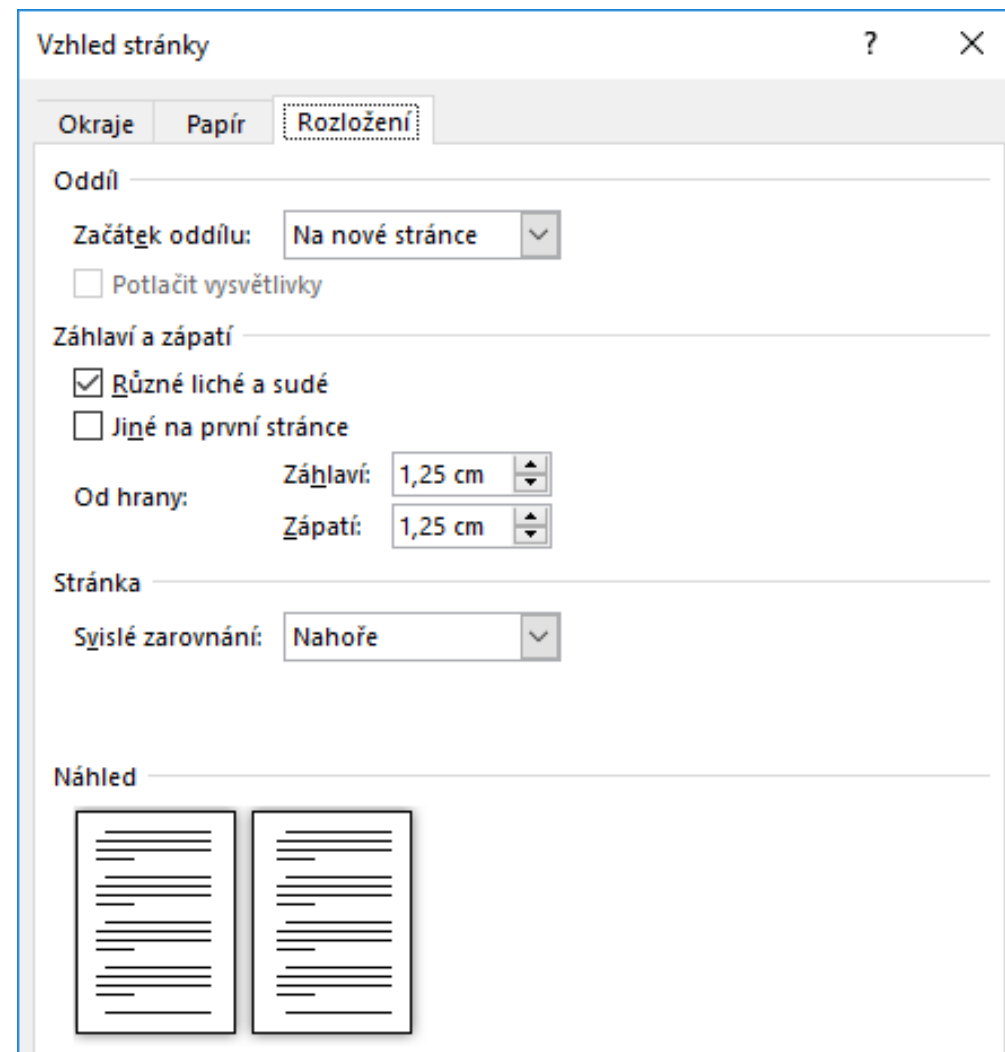 Vzhled stránky ?
Okraje Papír Rozložení
Oddíl
Začátek oddílu: Na nové stránce
Potlačit vysvětlivky
Záhlaví a zápatí
Různé liché a sudé
Jiné na první stránce
Od hrany:
Záhlaví: 1,25 cm
Zápatí: 1,25 cm
Stránka
Svislé zarovnání: Nahoře
Náhled